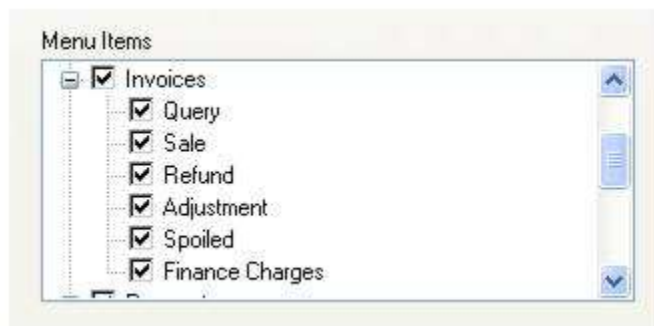 Menu Items
Invoices
Query
Sale
Refund
Adjustment
Spoiled
Finance Charges